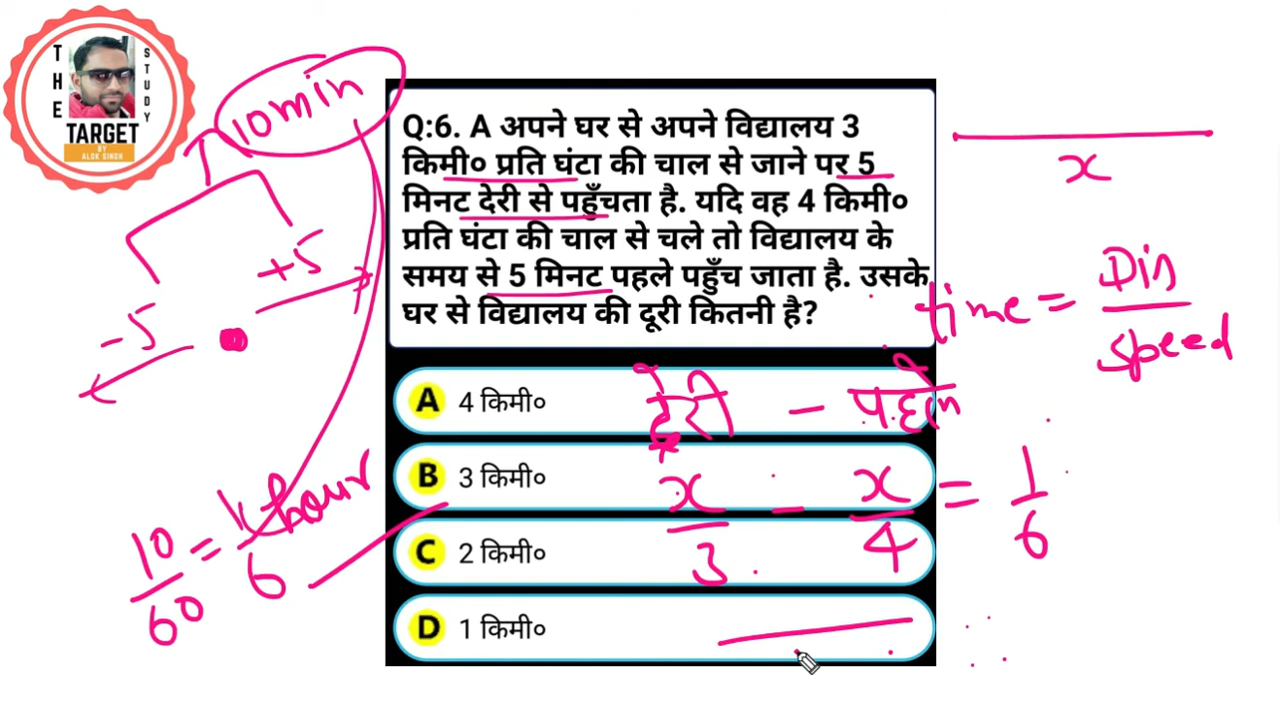 THE
STUDY
TARGET
BY
ALOK SINGH
10min
Q:6. A अपने घर से अपने विद्यालय 3
किमी० प्रति घंटा की चाल से जाने पर 5
मिनट देरी से पहुँचता है. यदि वह 4 किमी०
प्रति घंटा की चाल से चले तो विद्यालय के
समय से 5 मिनट पहले पहुँच जाता है. उसके
घर से विद्यालय की दूरी कितनी है?
x
-5
+5
time = Dis
speed
A 4 किमी०
देरी - पहले
B 3 किमी०
x - x = 1
3 4 6
C 2 किमी०
D 1 किमी०
10 = 1 hour
60 6